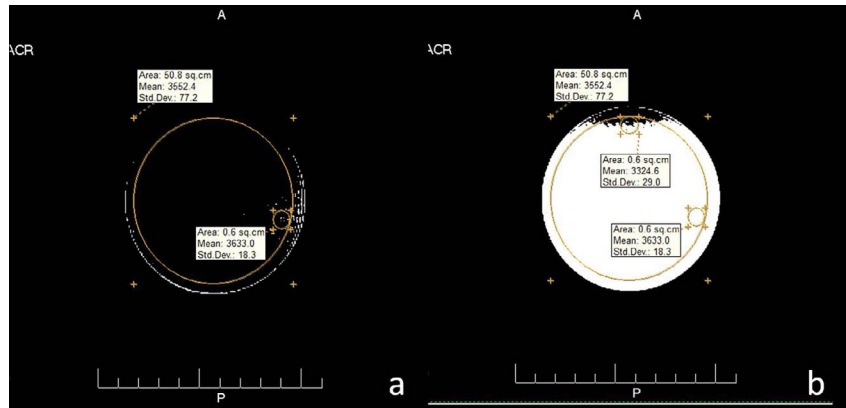 A
ACR
Area: 50.8 sq.cm
Mean: 3552.4
Std.Dev.: 77.2
Area: 0.6 sq.cm
Mean: 3633.0
Std.Dev.: 18.3
P
a
A
ACR
Area: 50.8 sq.cm
Mean: 3552.4
Std.Dev.: 77.2
Area: 0.6 sq.cm
Mean: 3324.6
Std.Dev.: 29.0
Area: 0.6 sq.cm
Mean: 3633.0
Std.Dev.: 18.3
P
b